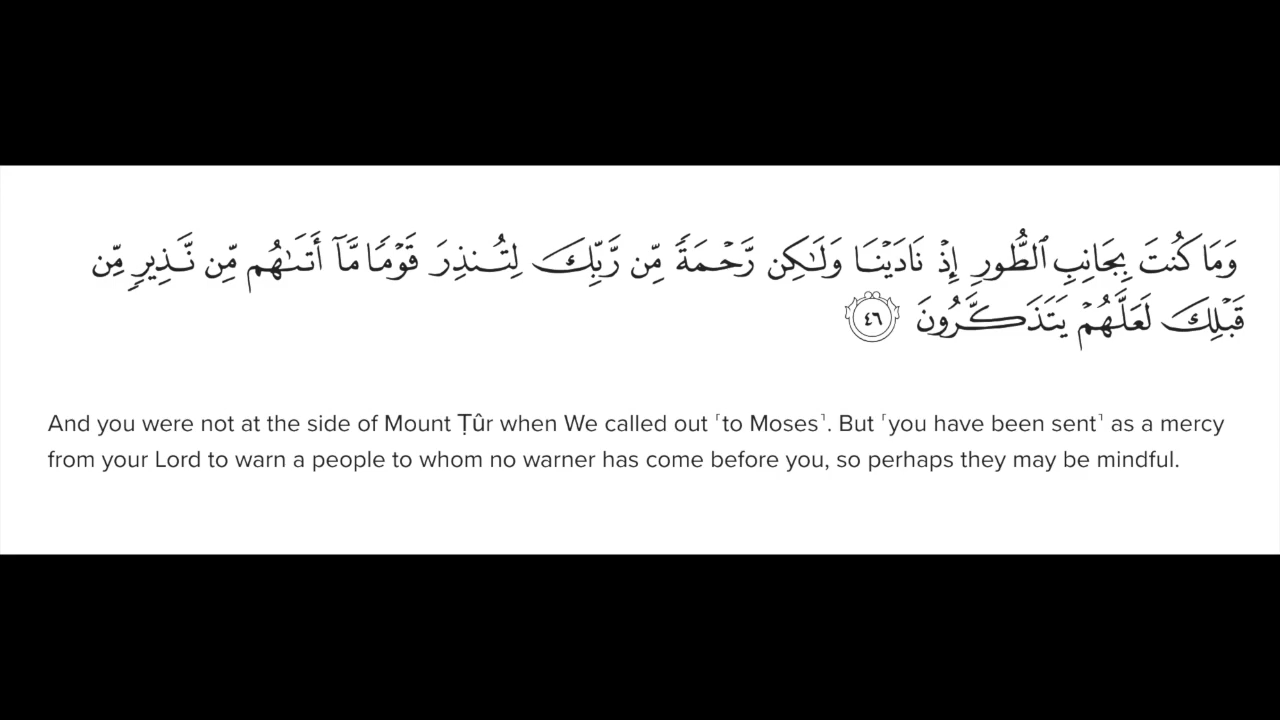 وَمَا كُنتَ بِجَانِبِ ٱلطُّورِ إِذْ نَادَيْنَا وَلَـٰكِن رَّحْمَةً مِّن رَّبِّكَ لِتُنذِرَ قَوْمًا مَّآ أَتَىٰهُم مِّن نَّذِيرٍ مِّن
قَبْلِكَ لَعَلَّهُمْ يَتَذَكَّرُونَ ٤٦
And you were not at the side of Mount Ṭûr when We called out ˹to Moses˺. But ˹you have been sent˺ as a mercy
from your Lord to warn a people to whom no warner has come before you, so perhaps they may be mindful.